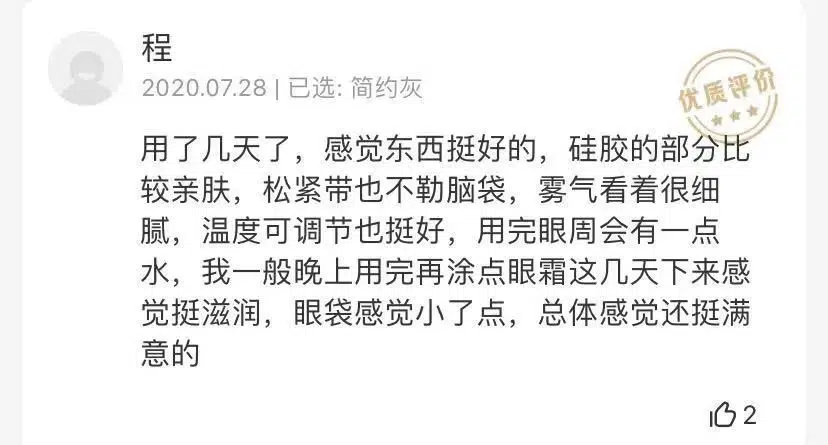 程
2020.07.28 | 已选: 简约灰
优质评价
用了几天了，感觉东西挺好的，硅胶的部分比
较亲肤，松紧带也不勒脑袋，雾气看着很细
腻，温度可调节也挺好，用完眼周会有一点
水，我一般晚上用完再涂点眼霜这几天下来感
觉挺滋润，眼袋感觉小了点，总体感觉还挺满
意的
2